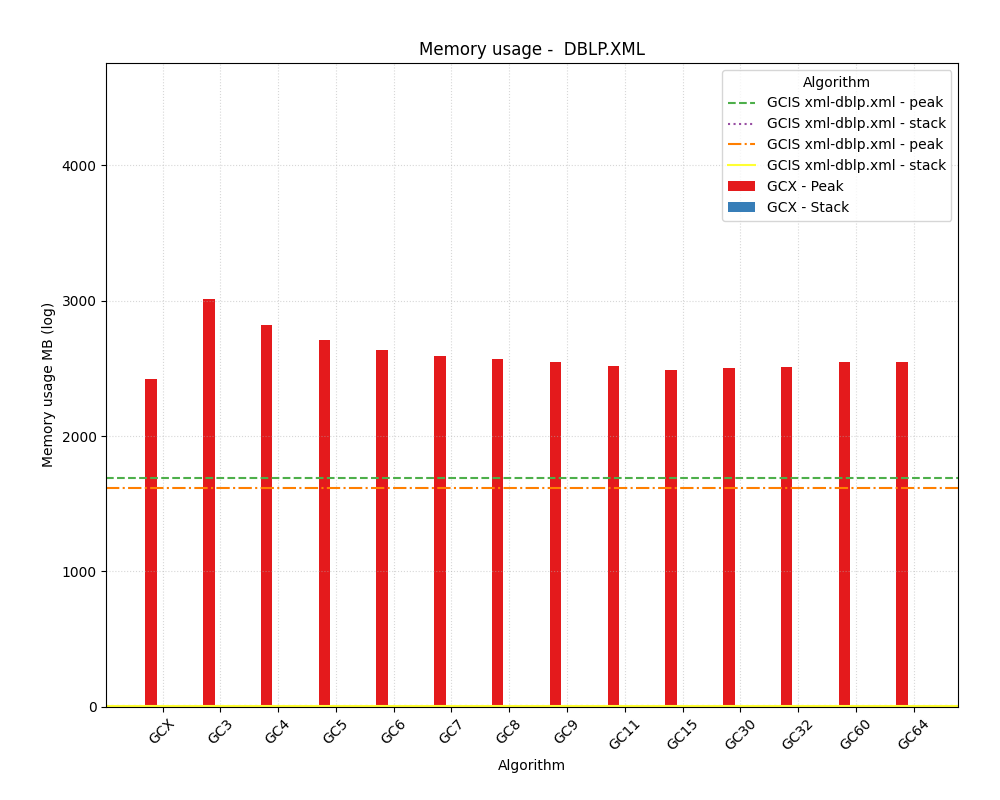 Memory usage -  DBLP.XML
Algorithm
GCIS xml-dblp.xml - peak
GCIS xml-dblp.xml - stack
GCIS xml-dblp.xml - peak
GCIS xml-dblp.xml - stack
GCX - Peak
GCX - Stack
Memory usage MB (log)
4000
3000
2000
1000
0
GCX
GC3
GC4
GC5
GC6
GC7
GC8
GC9
GC11
GC15
GC30
GC32
GC60
GC64
Algorithm